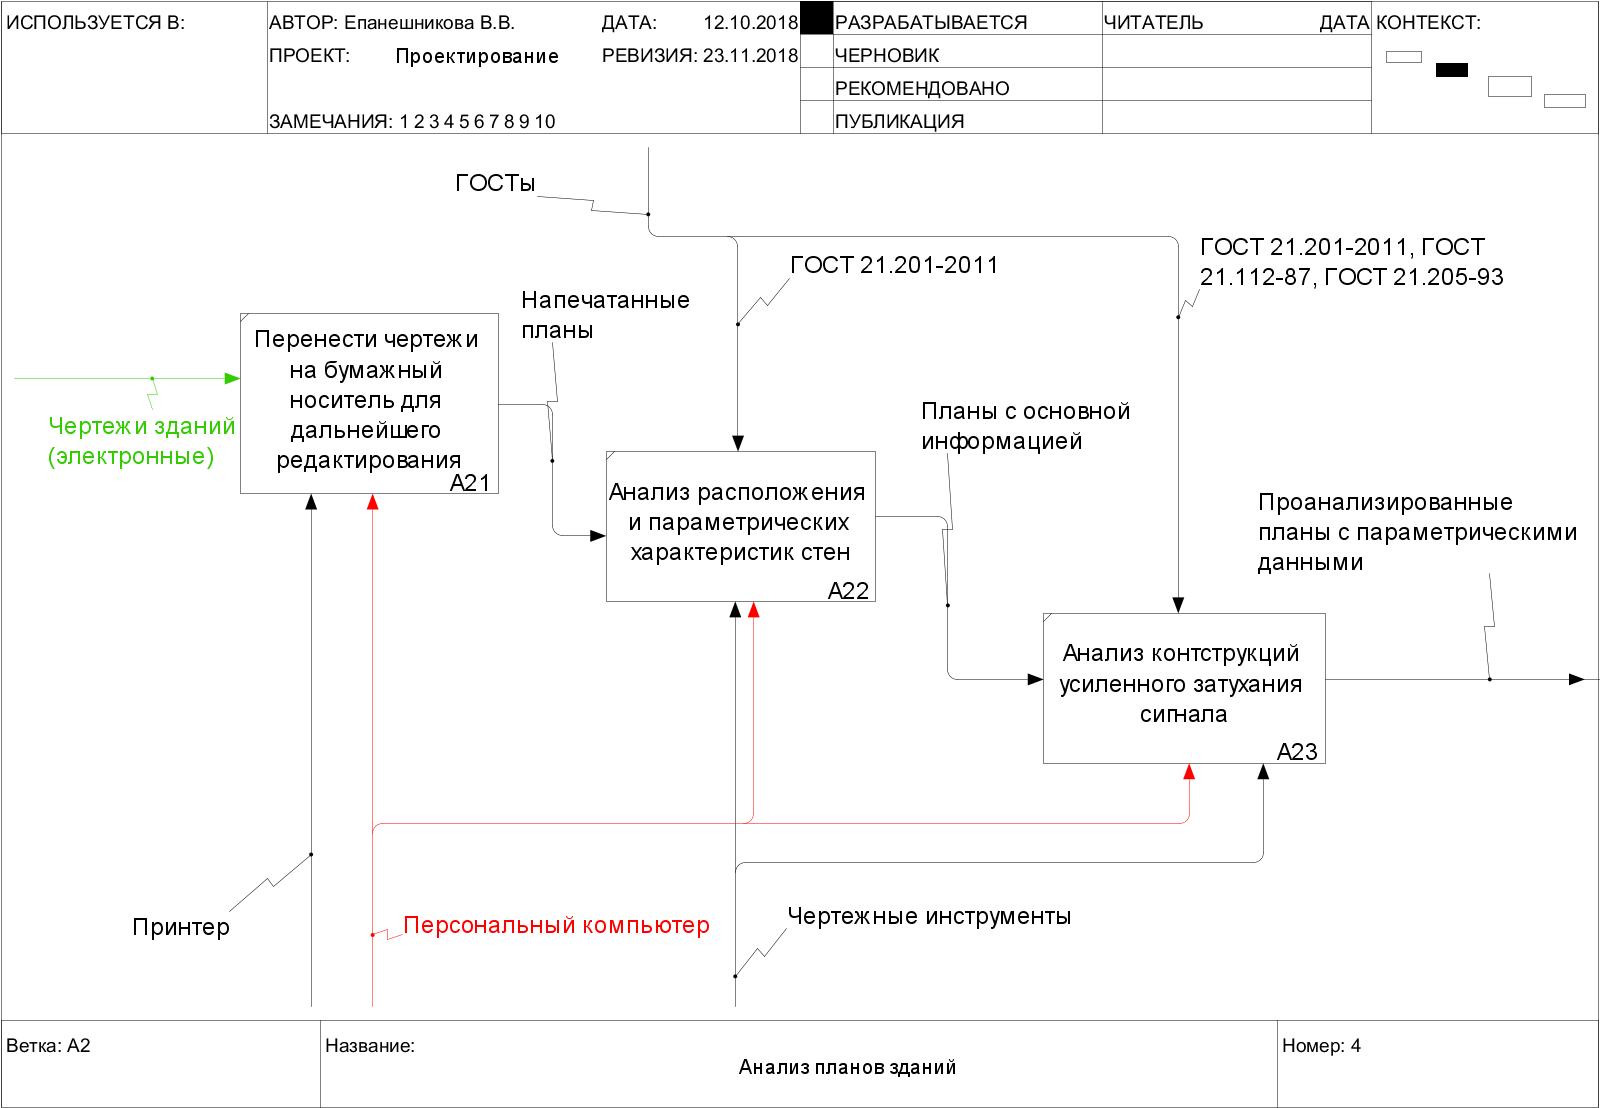 ИСПОЛЬЗУЕТСЯ В:
АВТОР: Епанешникова В.В.
ДАТА: 12.10.2018
ПРОЕКТ: Проектирование
РЕВИЗИЯ: 23.11.2018
ЗАМЕЧАНИЯ: 1 2 3 4 5 6 7 8 9 10
РАЗРАБАТЫВАЕТСЯ
ЧЕРНОВИК
РЕКОМЕНДОВАНО
ПУБЛИКАЦИЯ
ЧИТАТЕЛЬ
ДАТА
КОНТЕКСТ:
ГОСТы
ГОСТ 21.201-2011
ГОСТ 21.201-2011, ГОСТ
21.112-87, ГОСТ 21.205-93
Напечатанные
планы
Перенести чертежи
на бумажный
носитель для
дальнейшего
редактирования
A21
Чертежи зданий
(электронные)
Планы с основной
информацией
Анализ расположения
и параметрических
характеристик стен
A22
Проанализированные
планы с параметрическими
данными
Анализ контструкций
усиленного затухания
сигнала
A23
Принтер
Персональный компьютер
Чертежные инструменты
Ветка: A2
Название:
Анализ планов зданий
Номер: 4